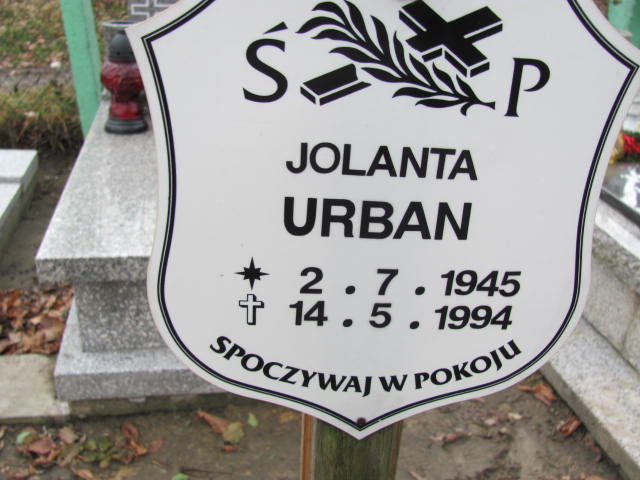 Ś P
JOLANTA
URBAN
2.7.1945
14.5.1994
SPOCZYWAJ W POKOJU